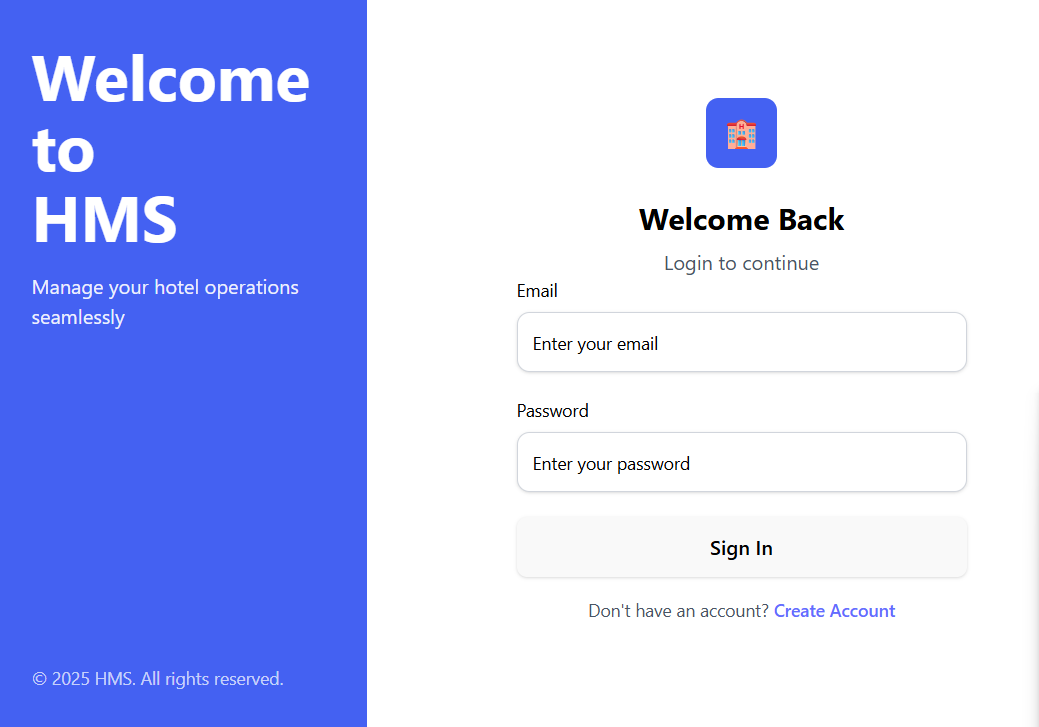 Welcome
to
HMS
Manage your hotel operations
seamlessly
© 2025 HMS. All rights reserved.
H
Welcome Back
Login to continue
Email
Enter your email
Password
Enter your password
Sign In
Don't have an account? Create Account